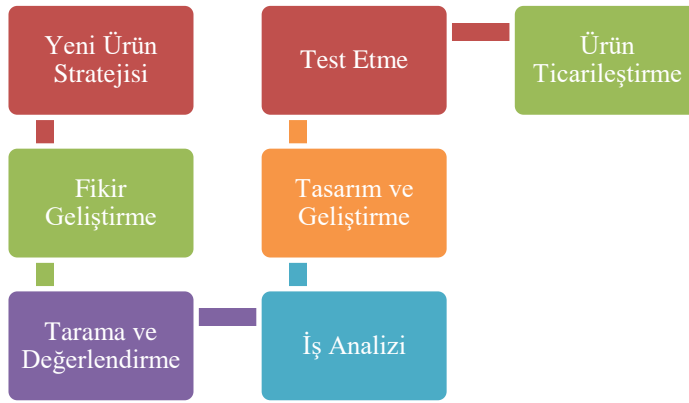 Yeni Ürün
Stratejisi
Fikir
Geliştirme
Tarama ve
Değerlendirme
İş Analizi
Tasarım ve
Geliştirme
Test Etme
Ürün
Ticarileştirme